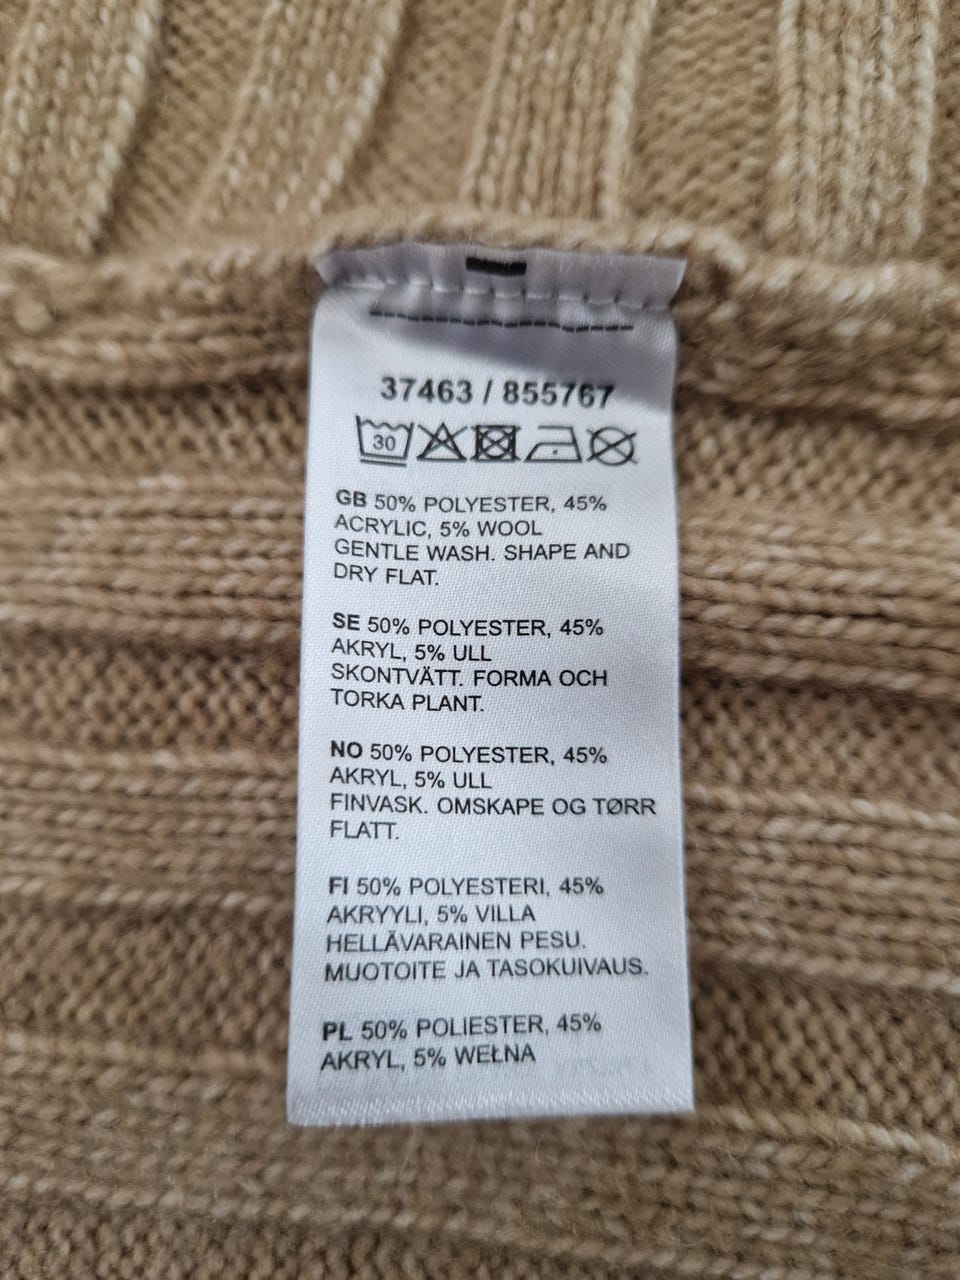 37463 / 855767
30
GB 50% POLYESTER, 45%
ACRYLIC, 5% WOOL
GENTLE WASH. SHAPE AND
DRY FLAT.
SE 50% POLYESTER, 45%
AKRYL, 5% ULL
SKONTVÄTT. FORMA OCH
TORKA PLANT.
NO 50% POLYESTER, 45%
AKRYL, 5% ULL
FINVASK. OMSKAPE OG TØRR
FLATT.
FI 50% POLYESTERI, 45%
AKRYYLI, 5% VILLA
HELLÄVARAINEN PESU.
MUOTOITE JA TASOKUIVAUS.
PL 50% POLIESTER, 45%
AKRYL, 5% WEŁNA